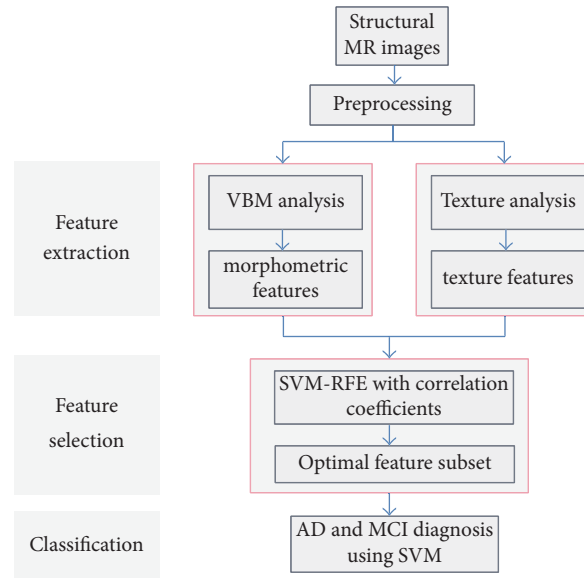 Structural
MR images
Preprocessing
Feature
extraction
VBM analysis
morphometric
features
Texture analysis
texture features
Feature
selection
SVM-RFE with correlation
coefficients
Optimal feature subset
Classification
AD and MCI diagnosis
using SVM